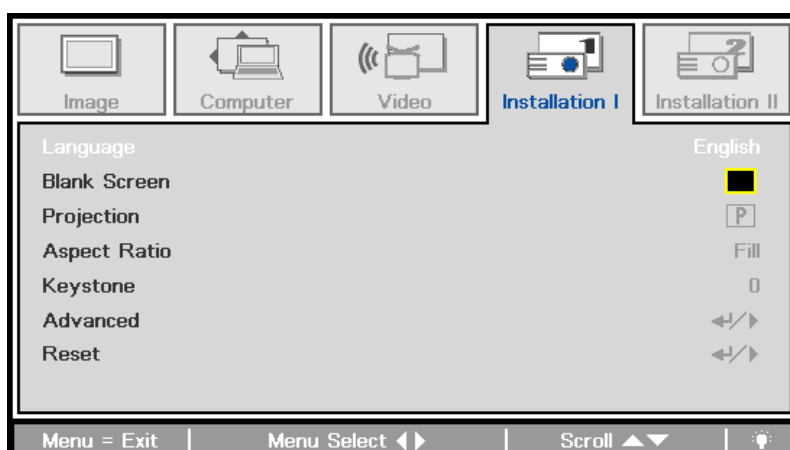 Image Computer Video Installation I Installation II
Language English
Blank Screen
Projection P
Aspect Ratio Fill
Keystone 0
Advanced
Reset
Menu = Exit Menu Select Scroll